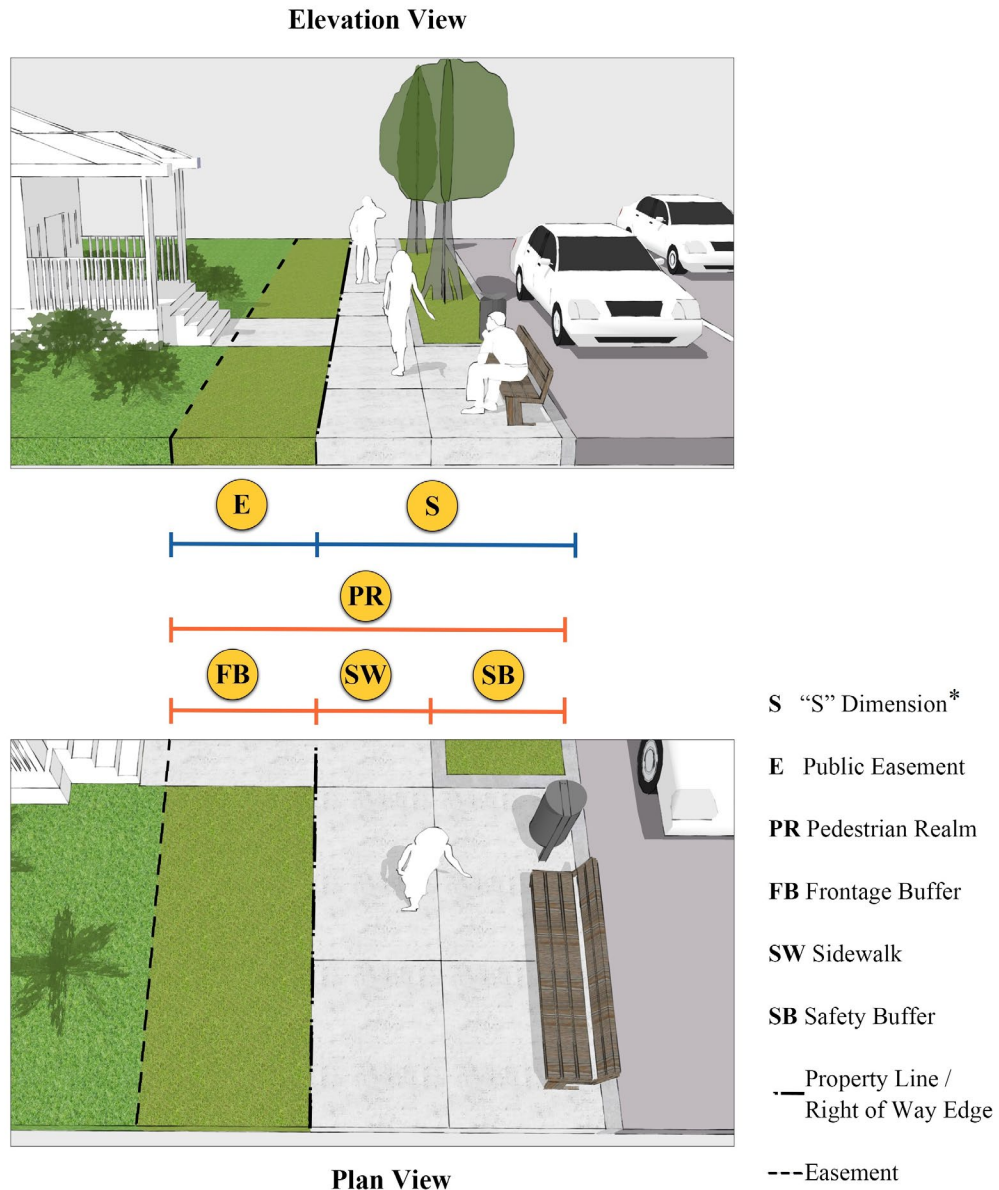 Elevation View
E
S
PR
FB
SW
SB
S “S” Dimension*
E Public Easement
PR Pedestrian Realm
FB Frontage Buffer
SW Sidewalk
SB Safety Buffer
Property Line /
Right of Way Edge
Easement
Plan View